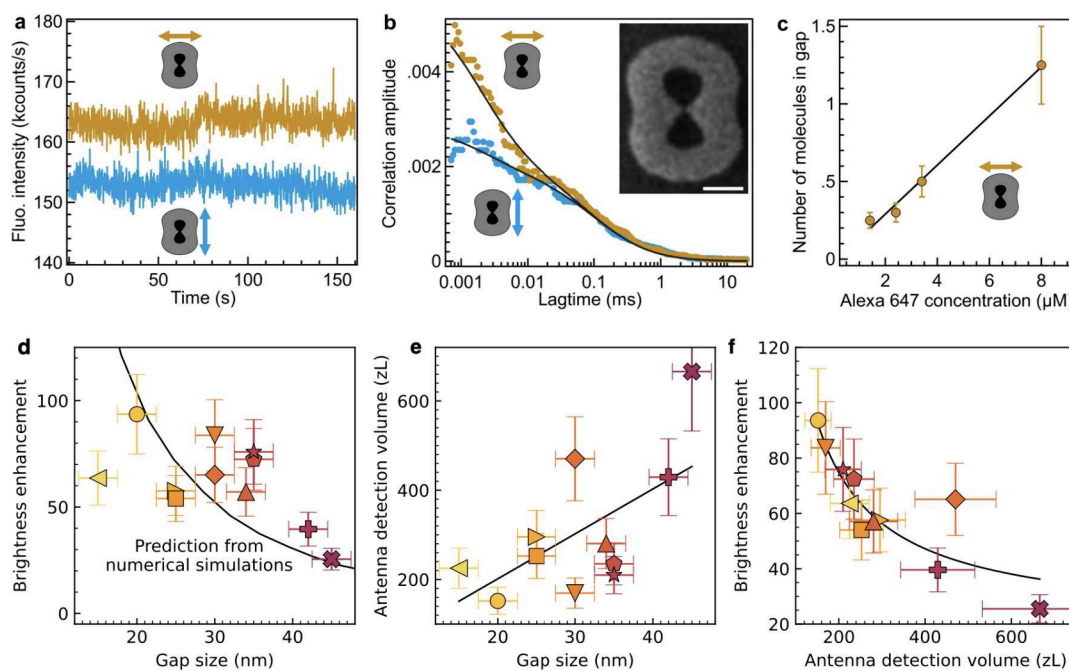 a
Fluo. intensity (kcounts/s)
180
170
160
150
140
0
50
100
150
Time (s)
b
Correlation amplitude
.004
.002
0
0.001
0.01
0.1
1
10
Lagtime (ms)
c
Number of molecules in gap
1.5
1
.5
0
2
4
6
8
Alexa 647 concentration (µM)
d
Brightness enhancement
100
50
0
Prediction from
numerical simulations
20
30
40
Gap size (nm)
e
Antenna detection volume (zL)
600
400
200
20
30
40
Gap size (nm)
f
Brightness enhancement
120
100
80
60
40
20
200
400
600
Antenna detection volume (zL)